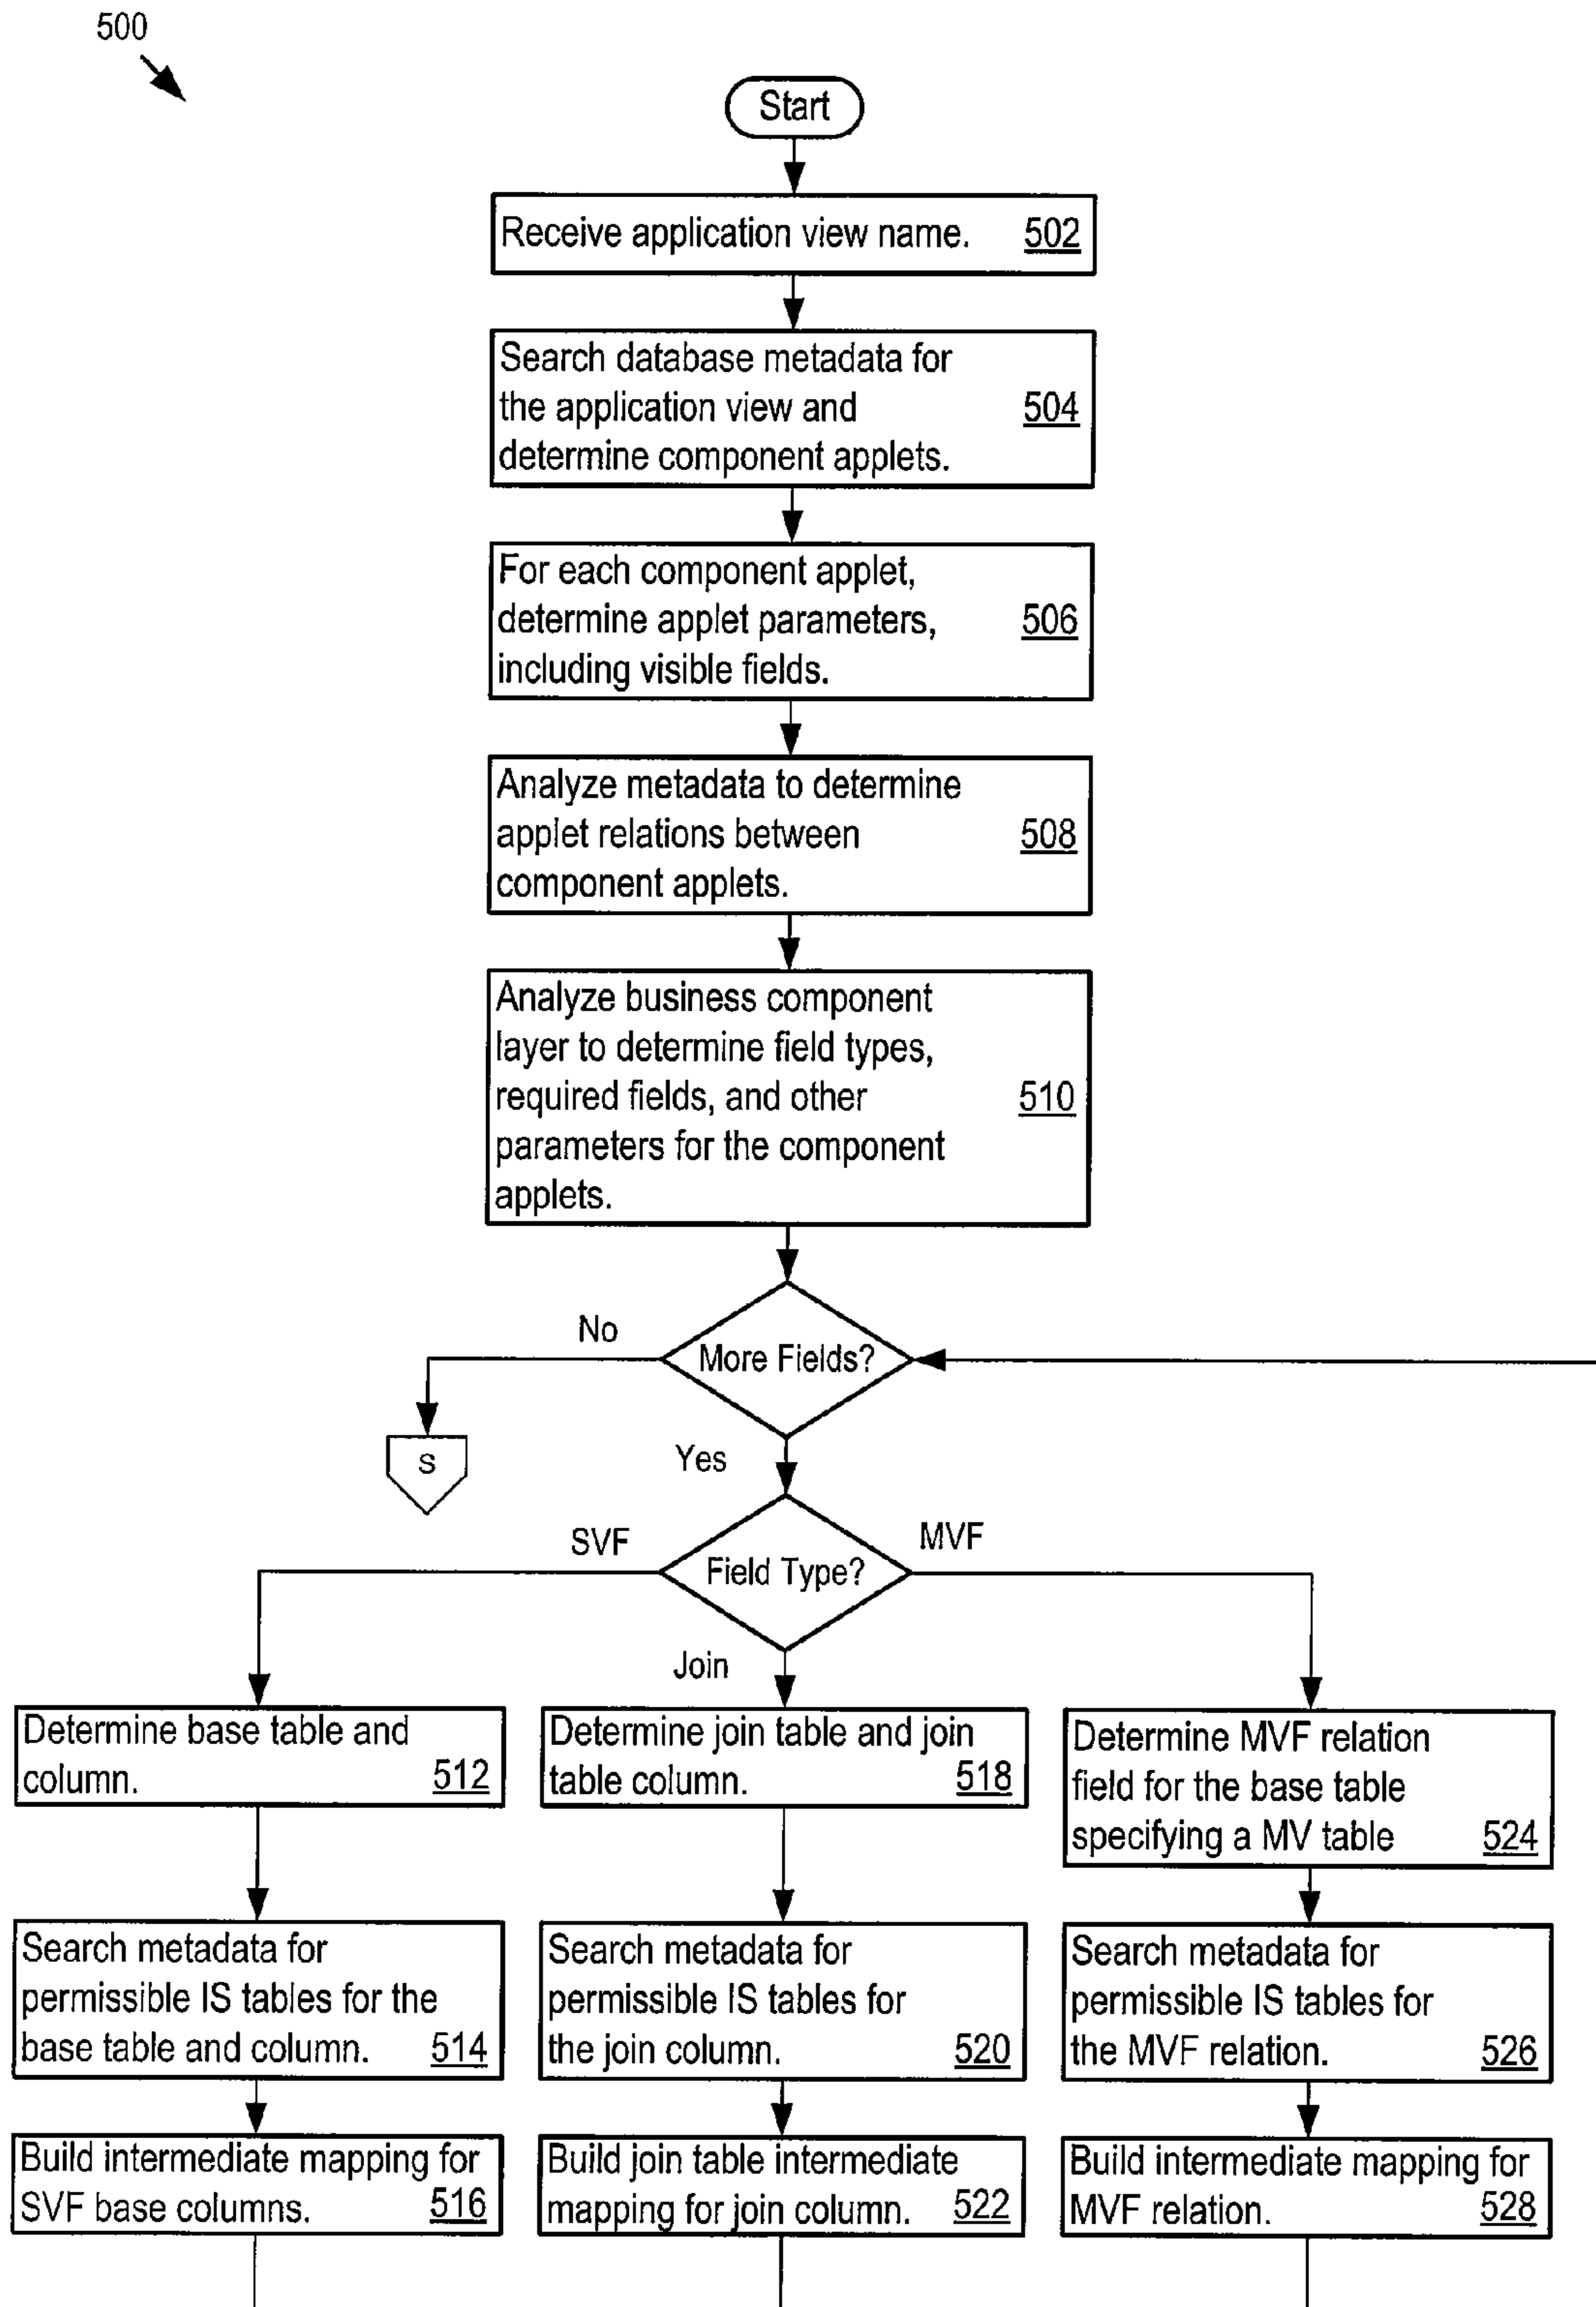 500
Start
Receive application view name. 502
Search database metadata for
the application view and 504
determine component applets.
For each component applet,
determine applet parameters, 506
including visible fields.
Analyze metadata to determine
applet relations between 508
component applets.
Analyze business component
layer to determine field types,
required fields, and other 510
parameters for the component
applets.
No
More Fields?
S
Yes
SVF
MVF
Field Type?
Join
Determine base table and
column. 512
Determine join table and join
table column. 518
Determine MVF relation
field for the base table
specifying a MV table 524
Search metadata for
permissible IS tables for the
base table and column. 514
Search metadata for
permissible IS tables for
the join column. 520
Search metadata for
permissible IS tables for
the MVF relation. 526
Build intermediate mapping for
SVF base columns. 516
Build join table intermediate
mapping for join column. 522
Build intermediate mapping for
MVF relation. 528